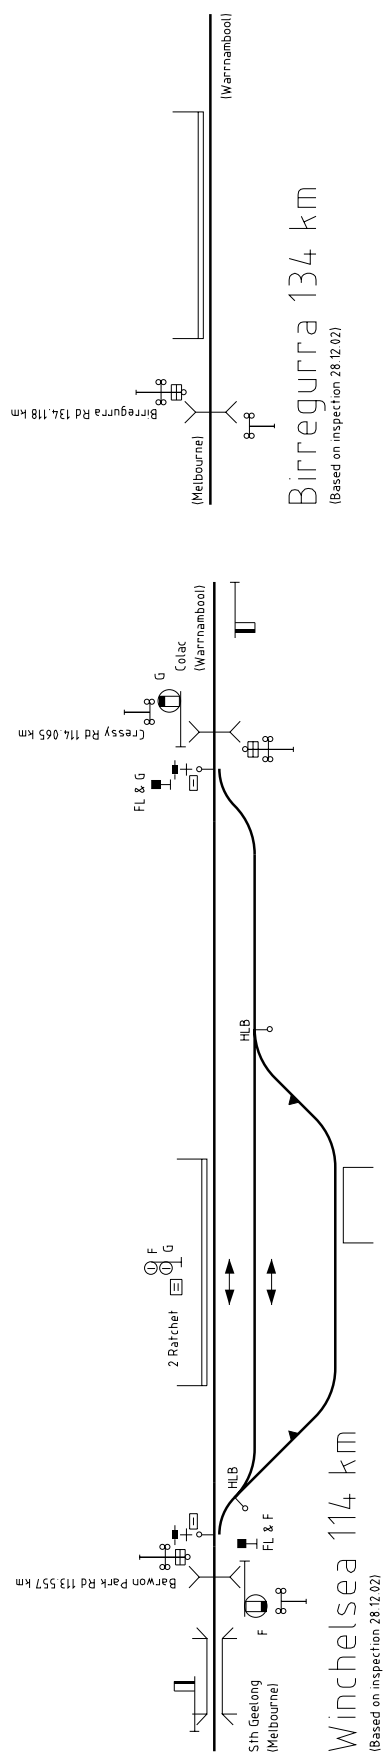 Sth Geelong
(Melbourne)
Barwon Park Rd 113.557 km
F
FL & F
HLB
2 Ratchet
F
G
HLB
FL & G
Cressy Rd 114.065 km
G
Colac
(Warrnambool)
Winchelsea 114 km
(Based on inspection 28.12.02)
(Melbourne)
Birregurra Rd 134.118 km
(Warrnambool)
Birregurra 134 km
(Based on inspection 28.12.02)